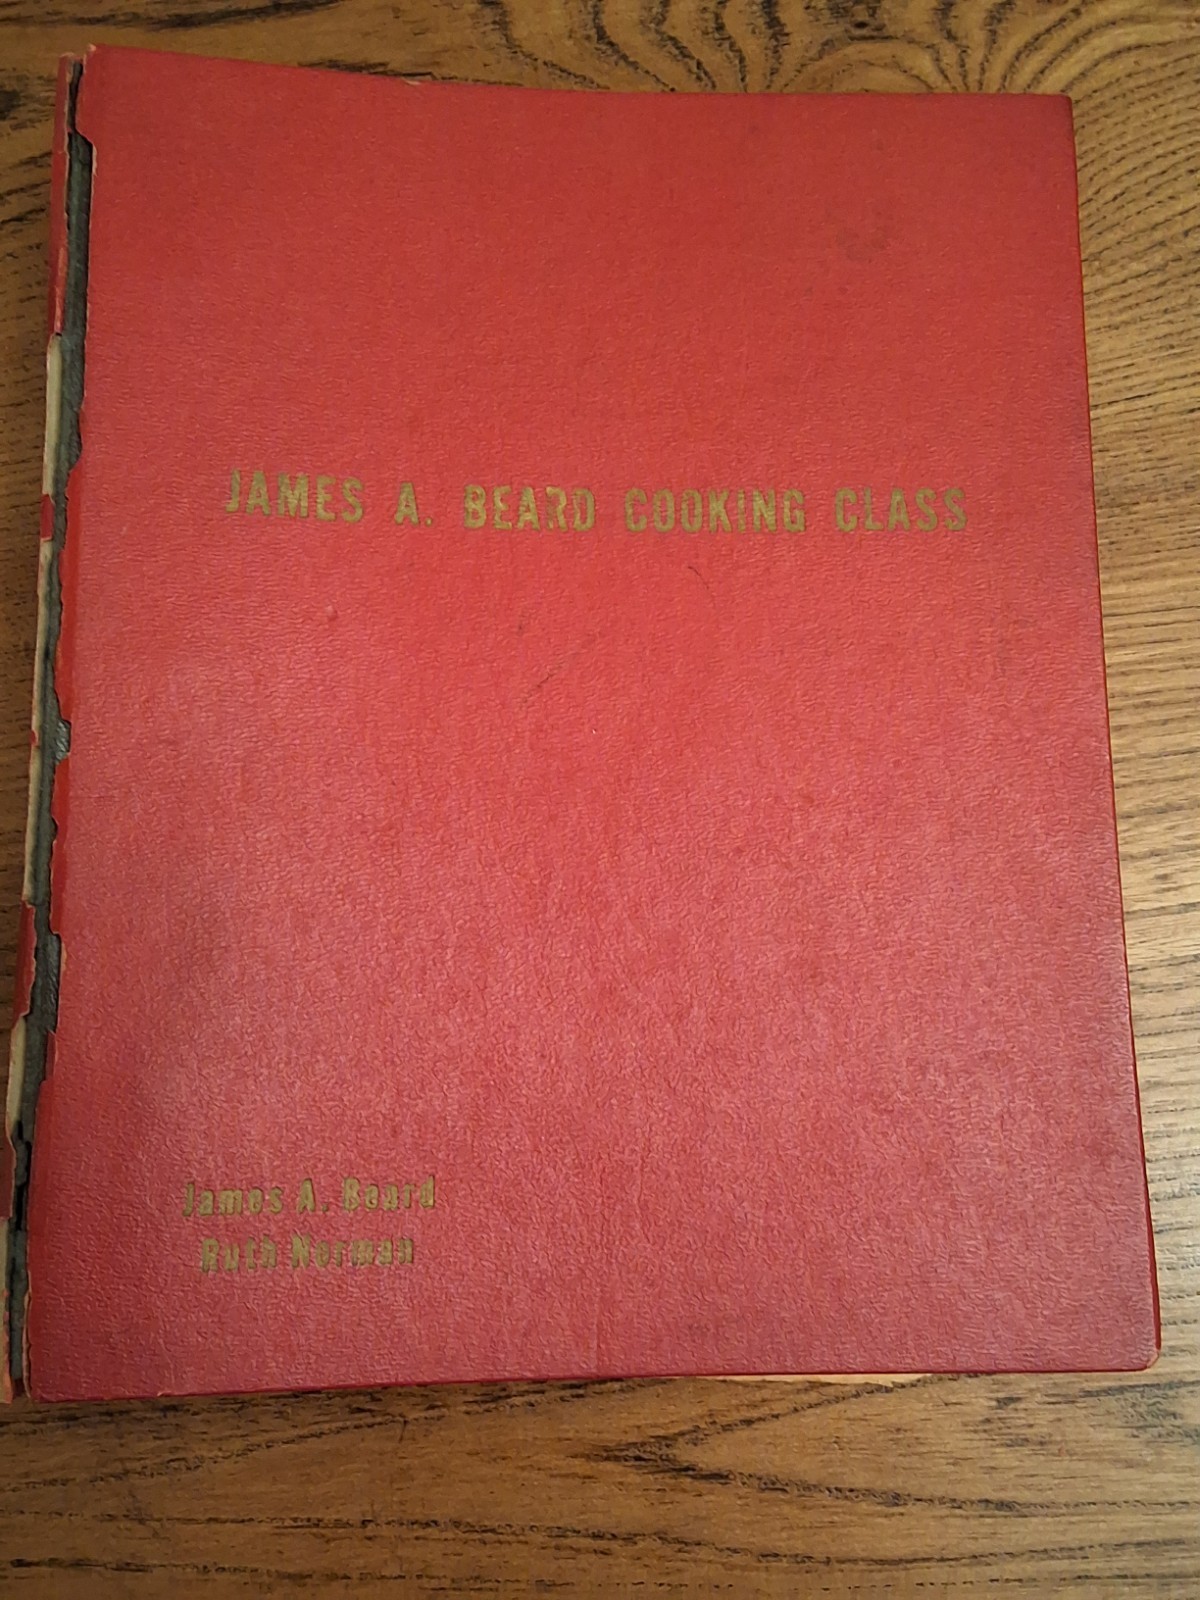 JAMES A. BEARD COOKING CLASS
James A. Beard
Ruth Norman